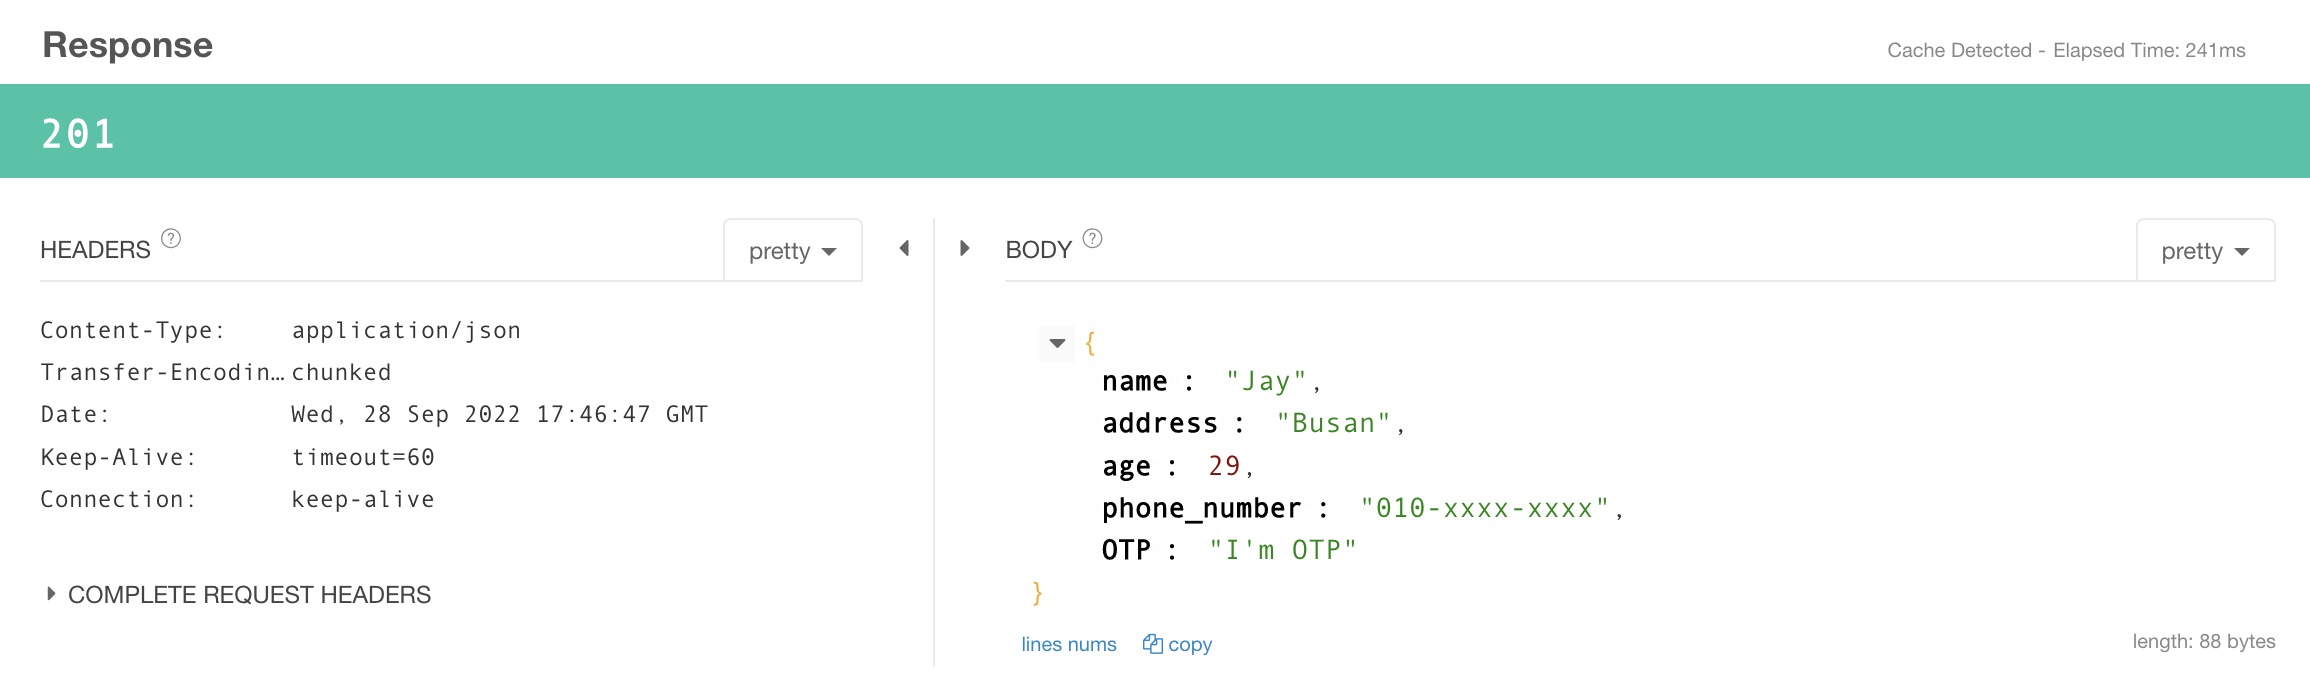 Response
Cache Detected - Elapsed Time: 241ms
201
HEADERS ?
pretty
Content-Type: application/json
Transfer-Encodin… chunked
Date: Wed, 28 Sep 2022 17:46:47 GMT
Keep-Alive: timeout=60
Connection: keep-alive
COMPLETE REQUEST HEADERS
BODY ?
pretty
{
name : "Jay",
address : "Busan",
age : 29,
phone_number : "010-xxxx-xxxx",
OTP : "I'm OTP"
}
lines nums copy
length: 88 bytes